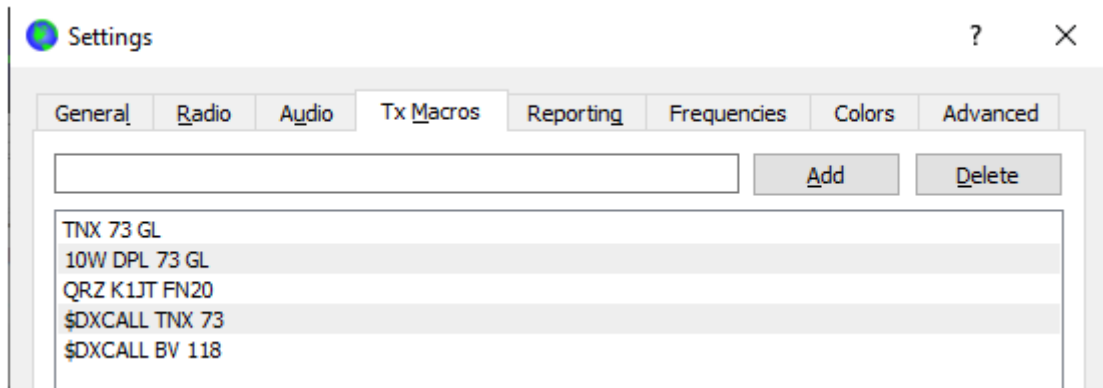 Settings ? ×
General Radio Audio Tx Macros Reporting Frequencies Colors Advanced
Add Delete
TNX 73 GL
10W DPL 73 GL
QRZ K1JT FN20
$DXCALL TNX 73
$DXCALL BV 118